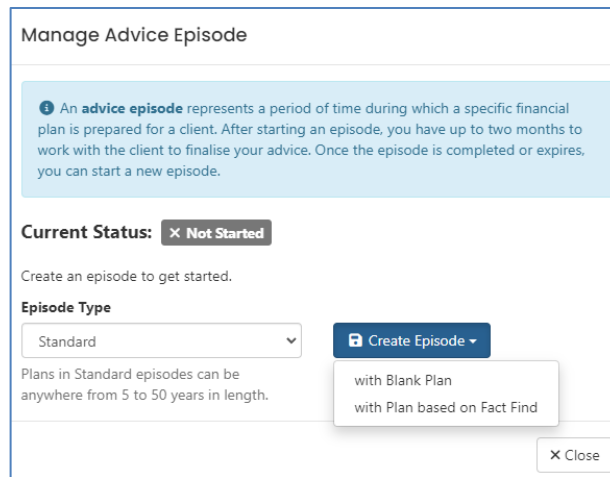 Manage Advice Episode
An advice episode represents a period of time during which a specific financial
plan is prepared for a client. After starting an episode, you have up to two months to
work with the client to finalise your advice. Once the episode is completed or expires,
you can start a new episode.
Current Status: × Not Started
Create an episode to get started.
Episode Type
Standard
Create Episode
Plans in Standard episodes can be
anywhere from 5 to 50 years in length.
with Blank Plan
with Plan based on Fact Find
× Close